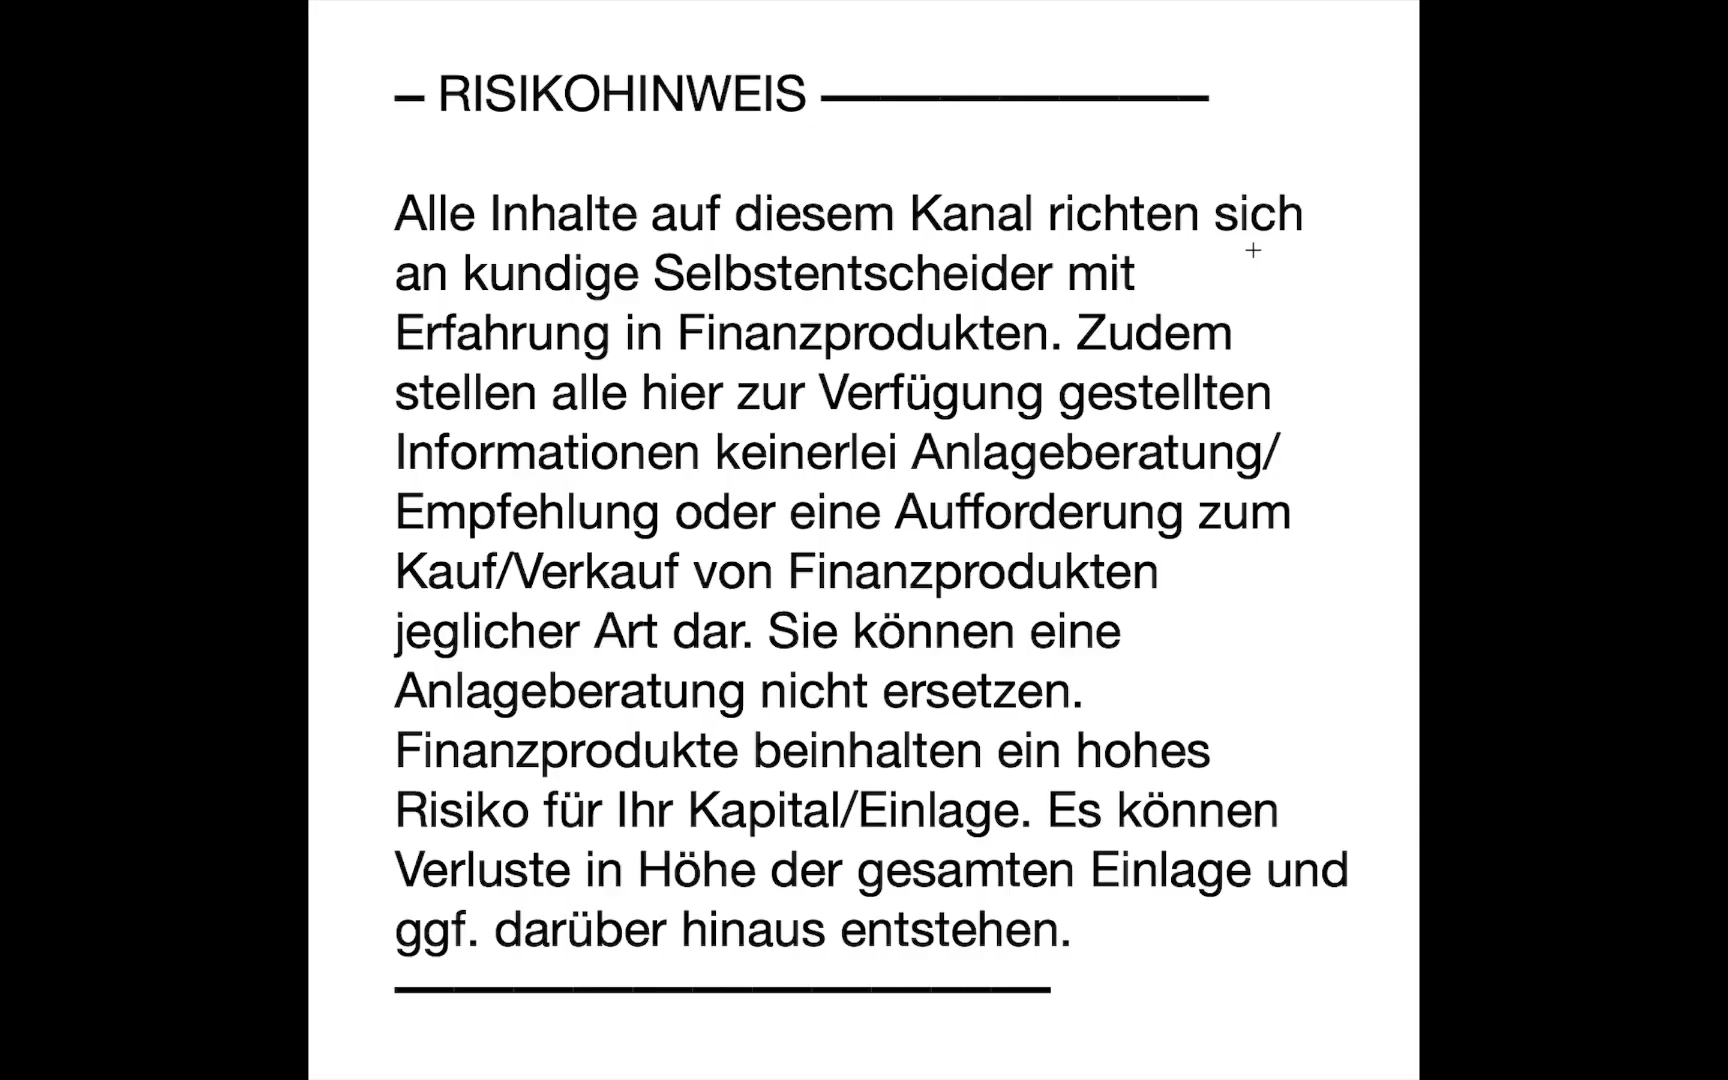 — RISIKOHINWEIS —————————————
Alle Inhalte auf diesem Kanal richten sich
an kundige Selbstentscheider mit
Erfahrung in Finanzprodukten. Zudem
stellen alle hier zur Verfügung gestellten
Informationen keinerlei Anlageberatung/
Empfehlung oder eine Aufforderung zum
Kauf/Verkauf von Finanzprodukten
jeglicher Art dar. Sie können eine
Anlageberatung nicht ersetzen.
Finanzprodukte beinhalten ein hohes
Risiko für Ihr Kapital/Einlage. Es können
Verluste in Höhe der gesamten Einlage und
ggf. darüber hinaus entstehen.